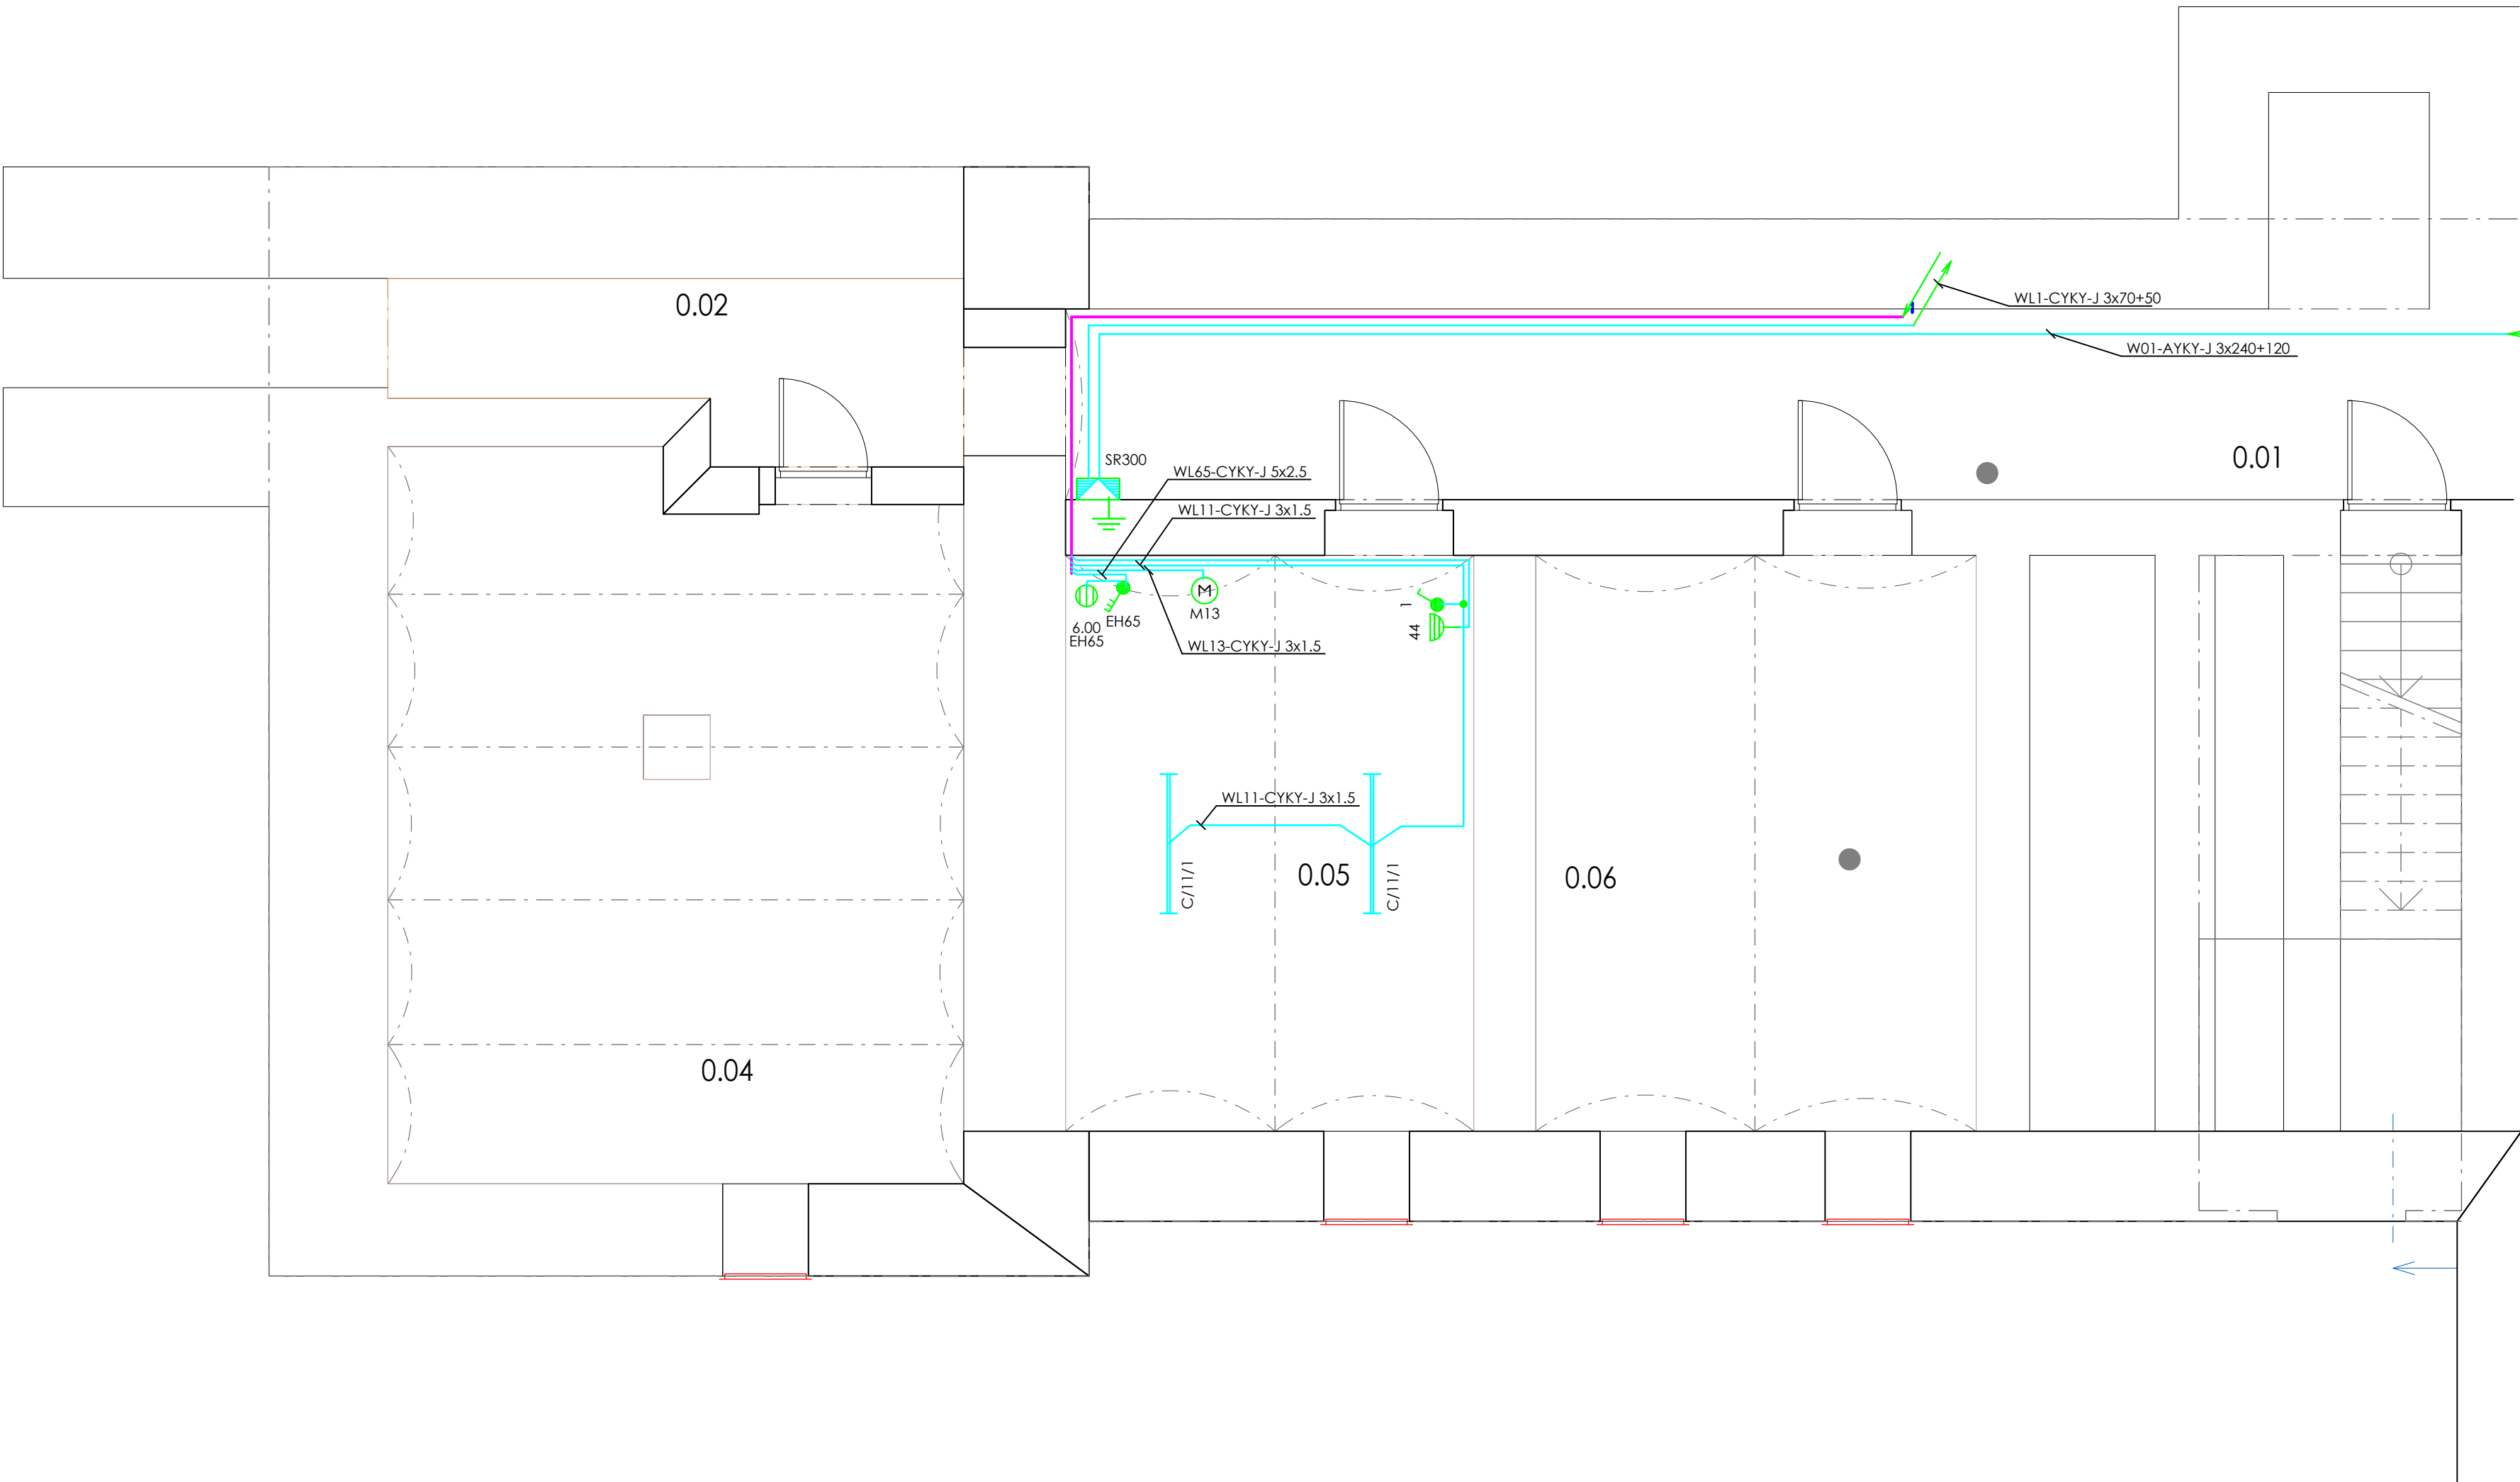 0.02
WL1-CYKY-J 3x70+50
W01-AYKY-J 3x240+120
0.01
SR300
WL65-CYKY-J 5x2.5
WL11-CYKY-J 3x1.5
M
M13
EH65
6.00
EH65
WL13-CYKY-J 3x1.5
1
44
WL11-CYKY-J 3x1.5
C/11/1
C/11/1
0.05
0.06
0.04